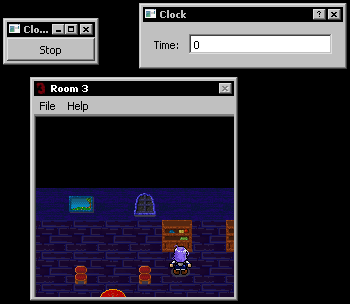 Clo...
Stop
Clock
Time: 0
Room 3
File Help